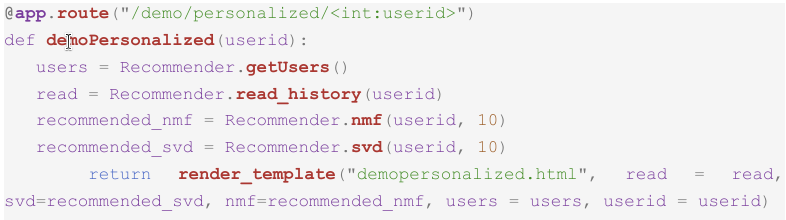 @app.route("/demo/personalized/<int:userid>")
def demoPersonalized(userid):
users = Recommender.getUsers()
read = Recommender.read_history(userid)
recommended_nmf = Recommender.nmf(userid, 10)
recommended_svd = Recommender.svd(userid, 10)
return render_template("demopersonalized.html", read = read,
svd=recommended_svd, nmf=recommended_nmf, users = users, userid = userid)